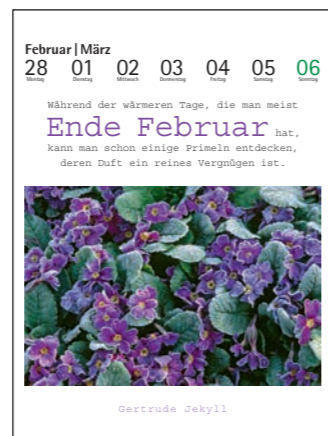 Februar | März
28 01 02 03 04 05 06
Montag Dienstag Mittwoch Donnerstag Freitag Samstag Sonntag
Während der wärmeren Tage, die man meist
Ende Februar hat,
kann man schon einige Primeln entdecken,
deren Duft ein reines Vergnügen ist.
Gertrude Jekyll